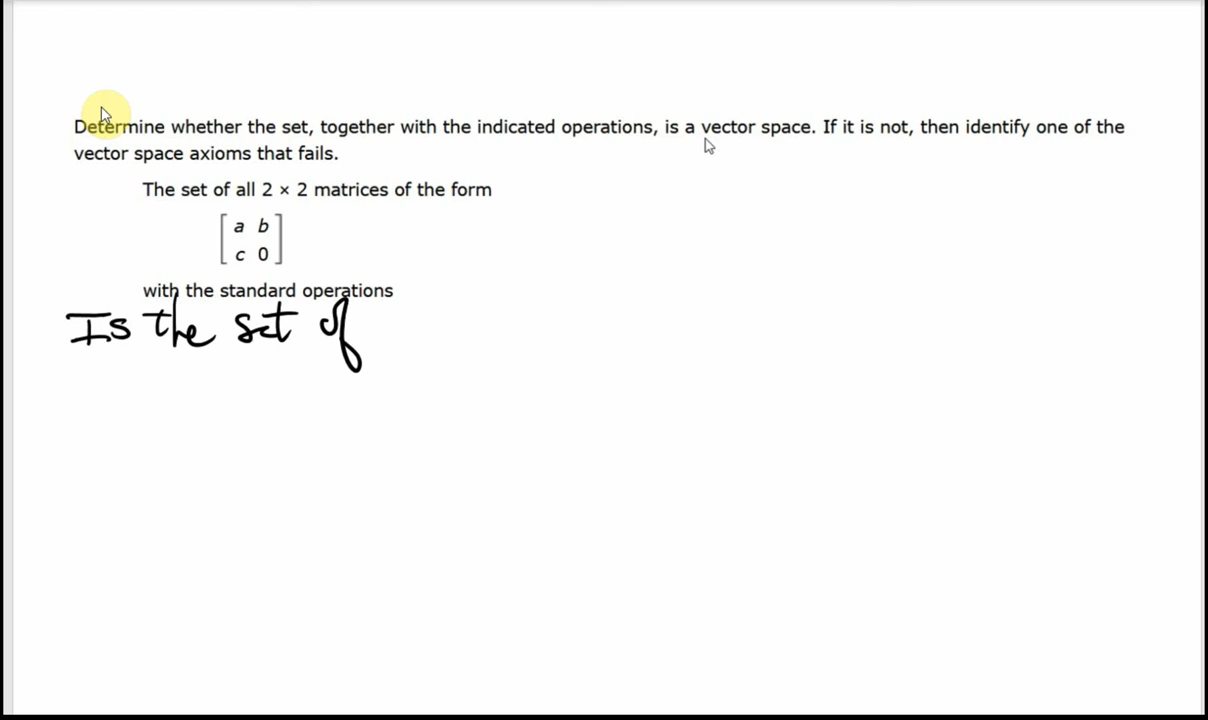 Determine whether the set, together with the indicated operations, is a vector space. If it is not, then identify one of the
vector space axioms that fails.
The set of all 2 × 2 matrices of the form
a b
c 0
with the standard operations
Is the set of